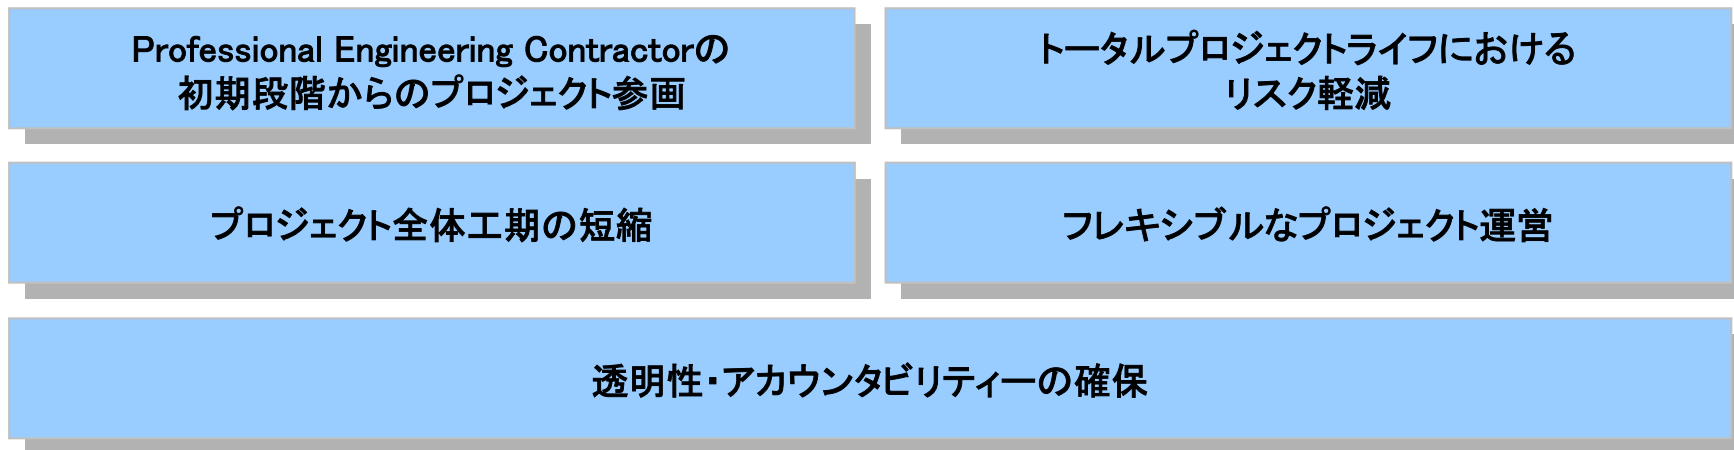 Professional Engineering Contractorの
初期段階からのプロジェクト参画
トータルプロジェクトライフにおける
リスク軽減
プロジェクト全体工期の短縮
フレキシブルなプロジェクト運営
透明性・アカウンタビリティーの確保